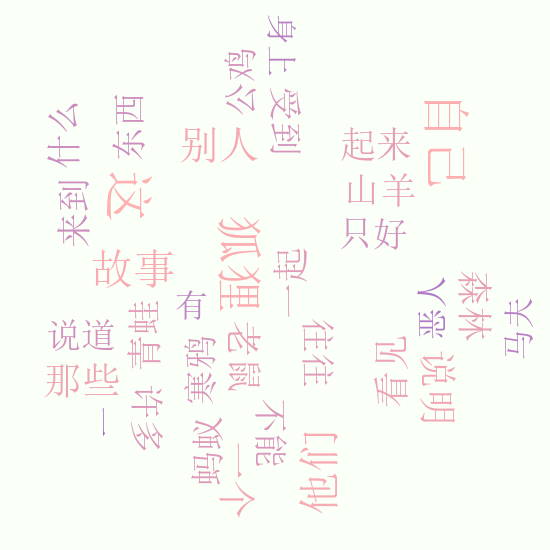 身上
公鸡
受到
东西
什么
别人
起来
自己
山羊
这
来到
只好
狐狸
故事
一起
有
恶人
森林
马夫
说道
青蛙
寒鸦
老鼠
往往
看见
说明
那些
一
许多
蚂蚁
不能
一个
他们